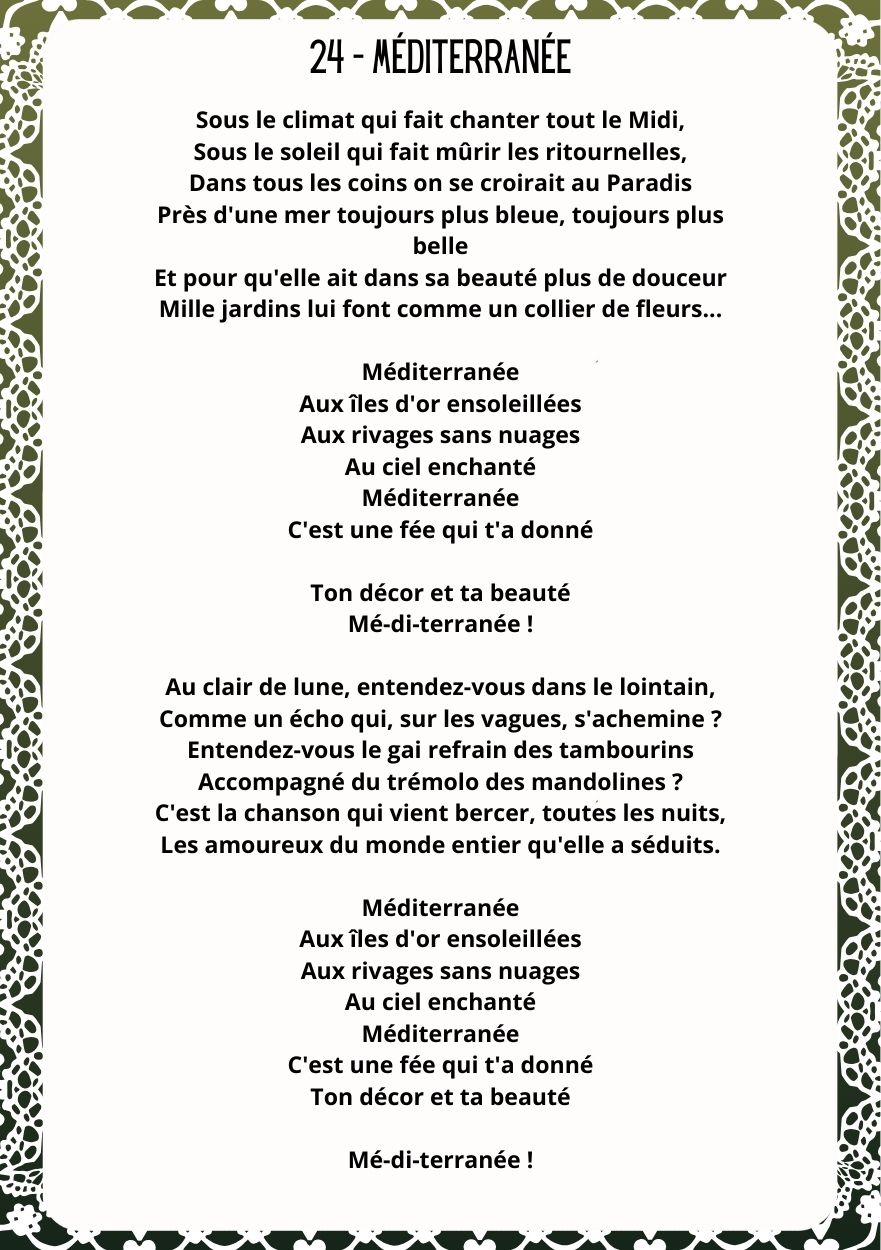 24 - MÉDITERRANÉE
Sous le climat qui fait chanter tout le Midi,
Sous le soleil qui fait mûrir les ritournelles,
Dans tous les coins on se croirait au Paradis
Près d'une mer toujours plus bleue, toujours plus
belle
Et pour qu'elle ait dans sa beauté plus de douceur
Mille jardins lui font comme un collier de fleurs...
Méditerranée
Aux îles d'or ensoleillées
Aux rivages sans nuages
Au ciel enchanté
Méditerranée
C'est une fée qui t'a donné
Ton décor et ta beauté
Mé-di-terranée !
Au clair de lune, entendez-vous dans le lointain,
Comme un écho qui, sur les vagues, s'achemine ?
Entendez-vous le gai refrain des tambourins
Accompagné du trémolo des mandolines ?
C'est la chanson qui vient bercer, toutes les nuits,
Les amoureux du monde entier qu'elle a séduits.
Méditerranée
Aux îles d'or ensoleillées
Aux rivages sans nuages
Au ciel enchanté
Méditerranée
C'est une fée qui t'a donné
Ton décor et ta beauté
Mé-di-terranée !